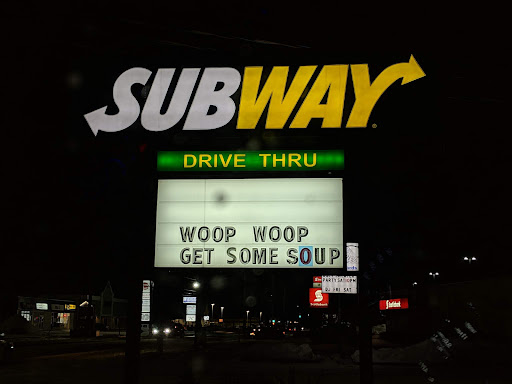 SUBWAY
DRIVE THRU
WOOP WOOP
GET SOME SOUP